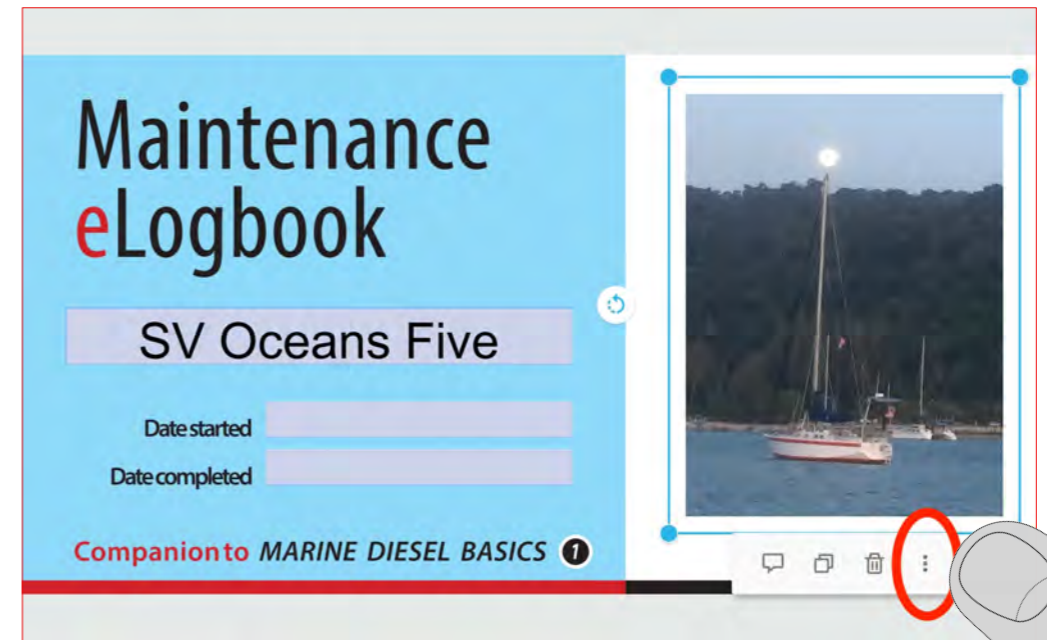 Maintenance
eLogbook
SV Oceans Five
Date started
Date completed
Companion to MARINE DIESEL BASICS 1